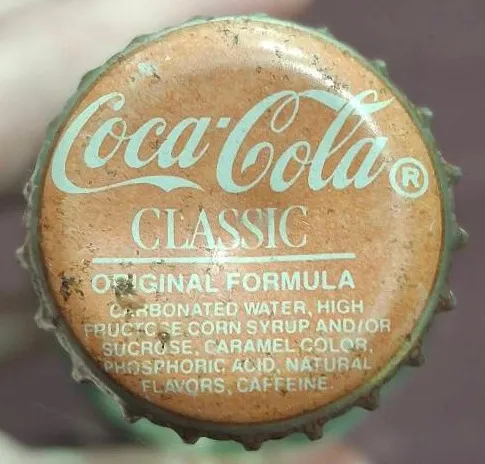 Coca-Cola ®
CLASSIC
ORIGINAL FORMULA
CARBONATED WATER, HIGH
FRUCTOSE CORN SYRUP AND/OR
SUCROSE, CARAMEL COLOR,
PHOSPHORIC ACID, NATURAL
FLAVORS, CAFFEINE.